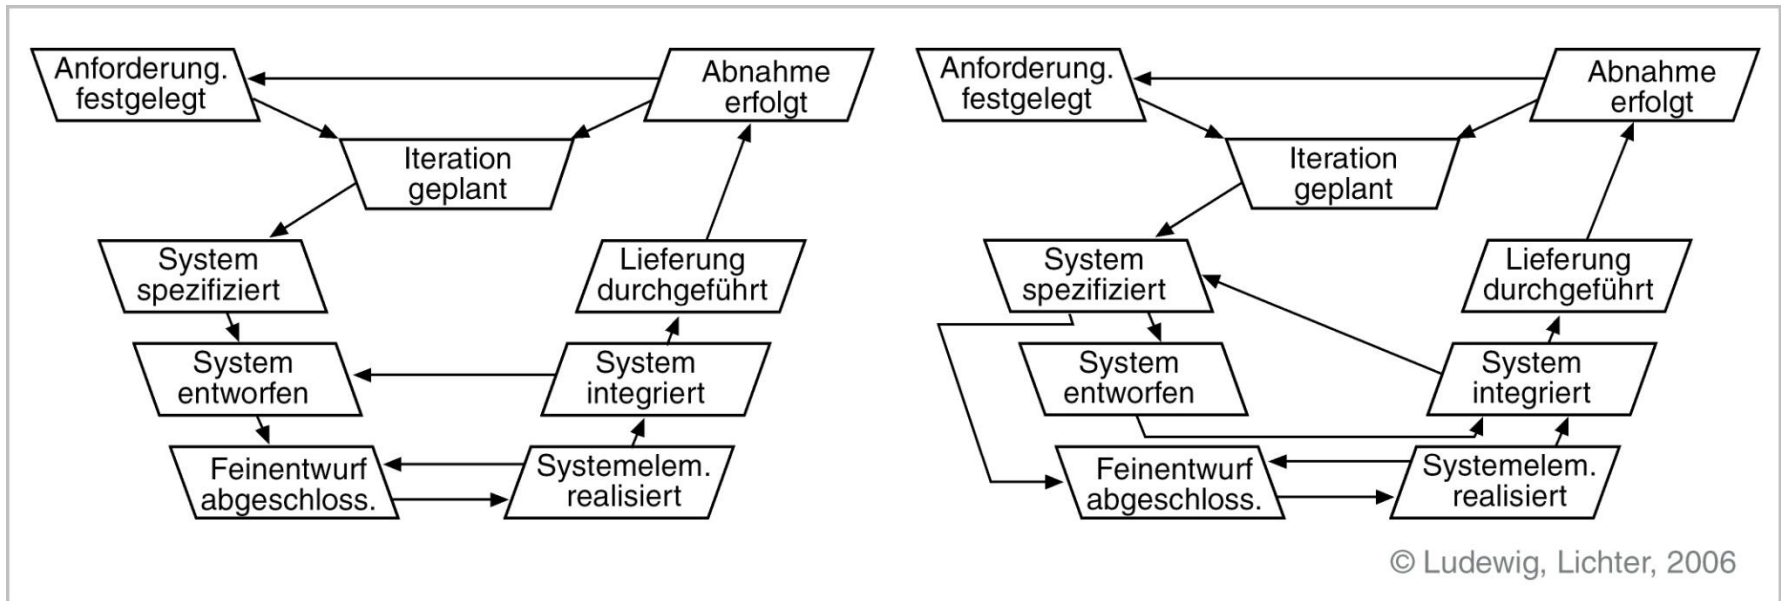 Anforderung.
festgelegt
Abnahme
erfolgt
Iteration
geplant
System
spezifiziert
Lieferung
durchgeführt
System
entworfen
System
integriert
Feinentwurf
abgeschloss.
Systemelem.
realisiert
Anforderung.
festgelegt
Abnahme
erfolgt
Iteration
geplant
System
spezifiziert
Lieferung
durchgeführt
System
entworfen
System
integriert
Feinentwurf
abgeschloss.
Systemelem.
realisiert
© Ludewig, Lichter, 2006